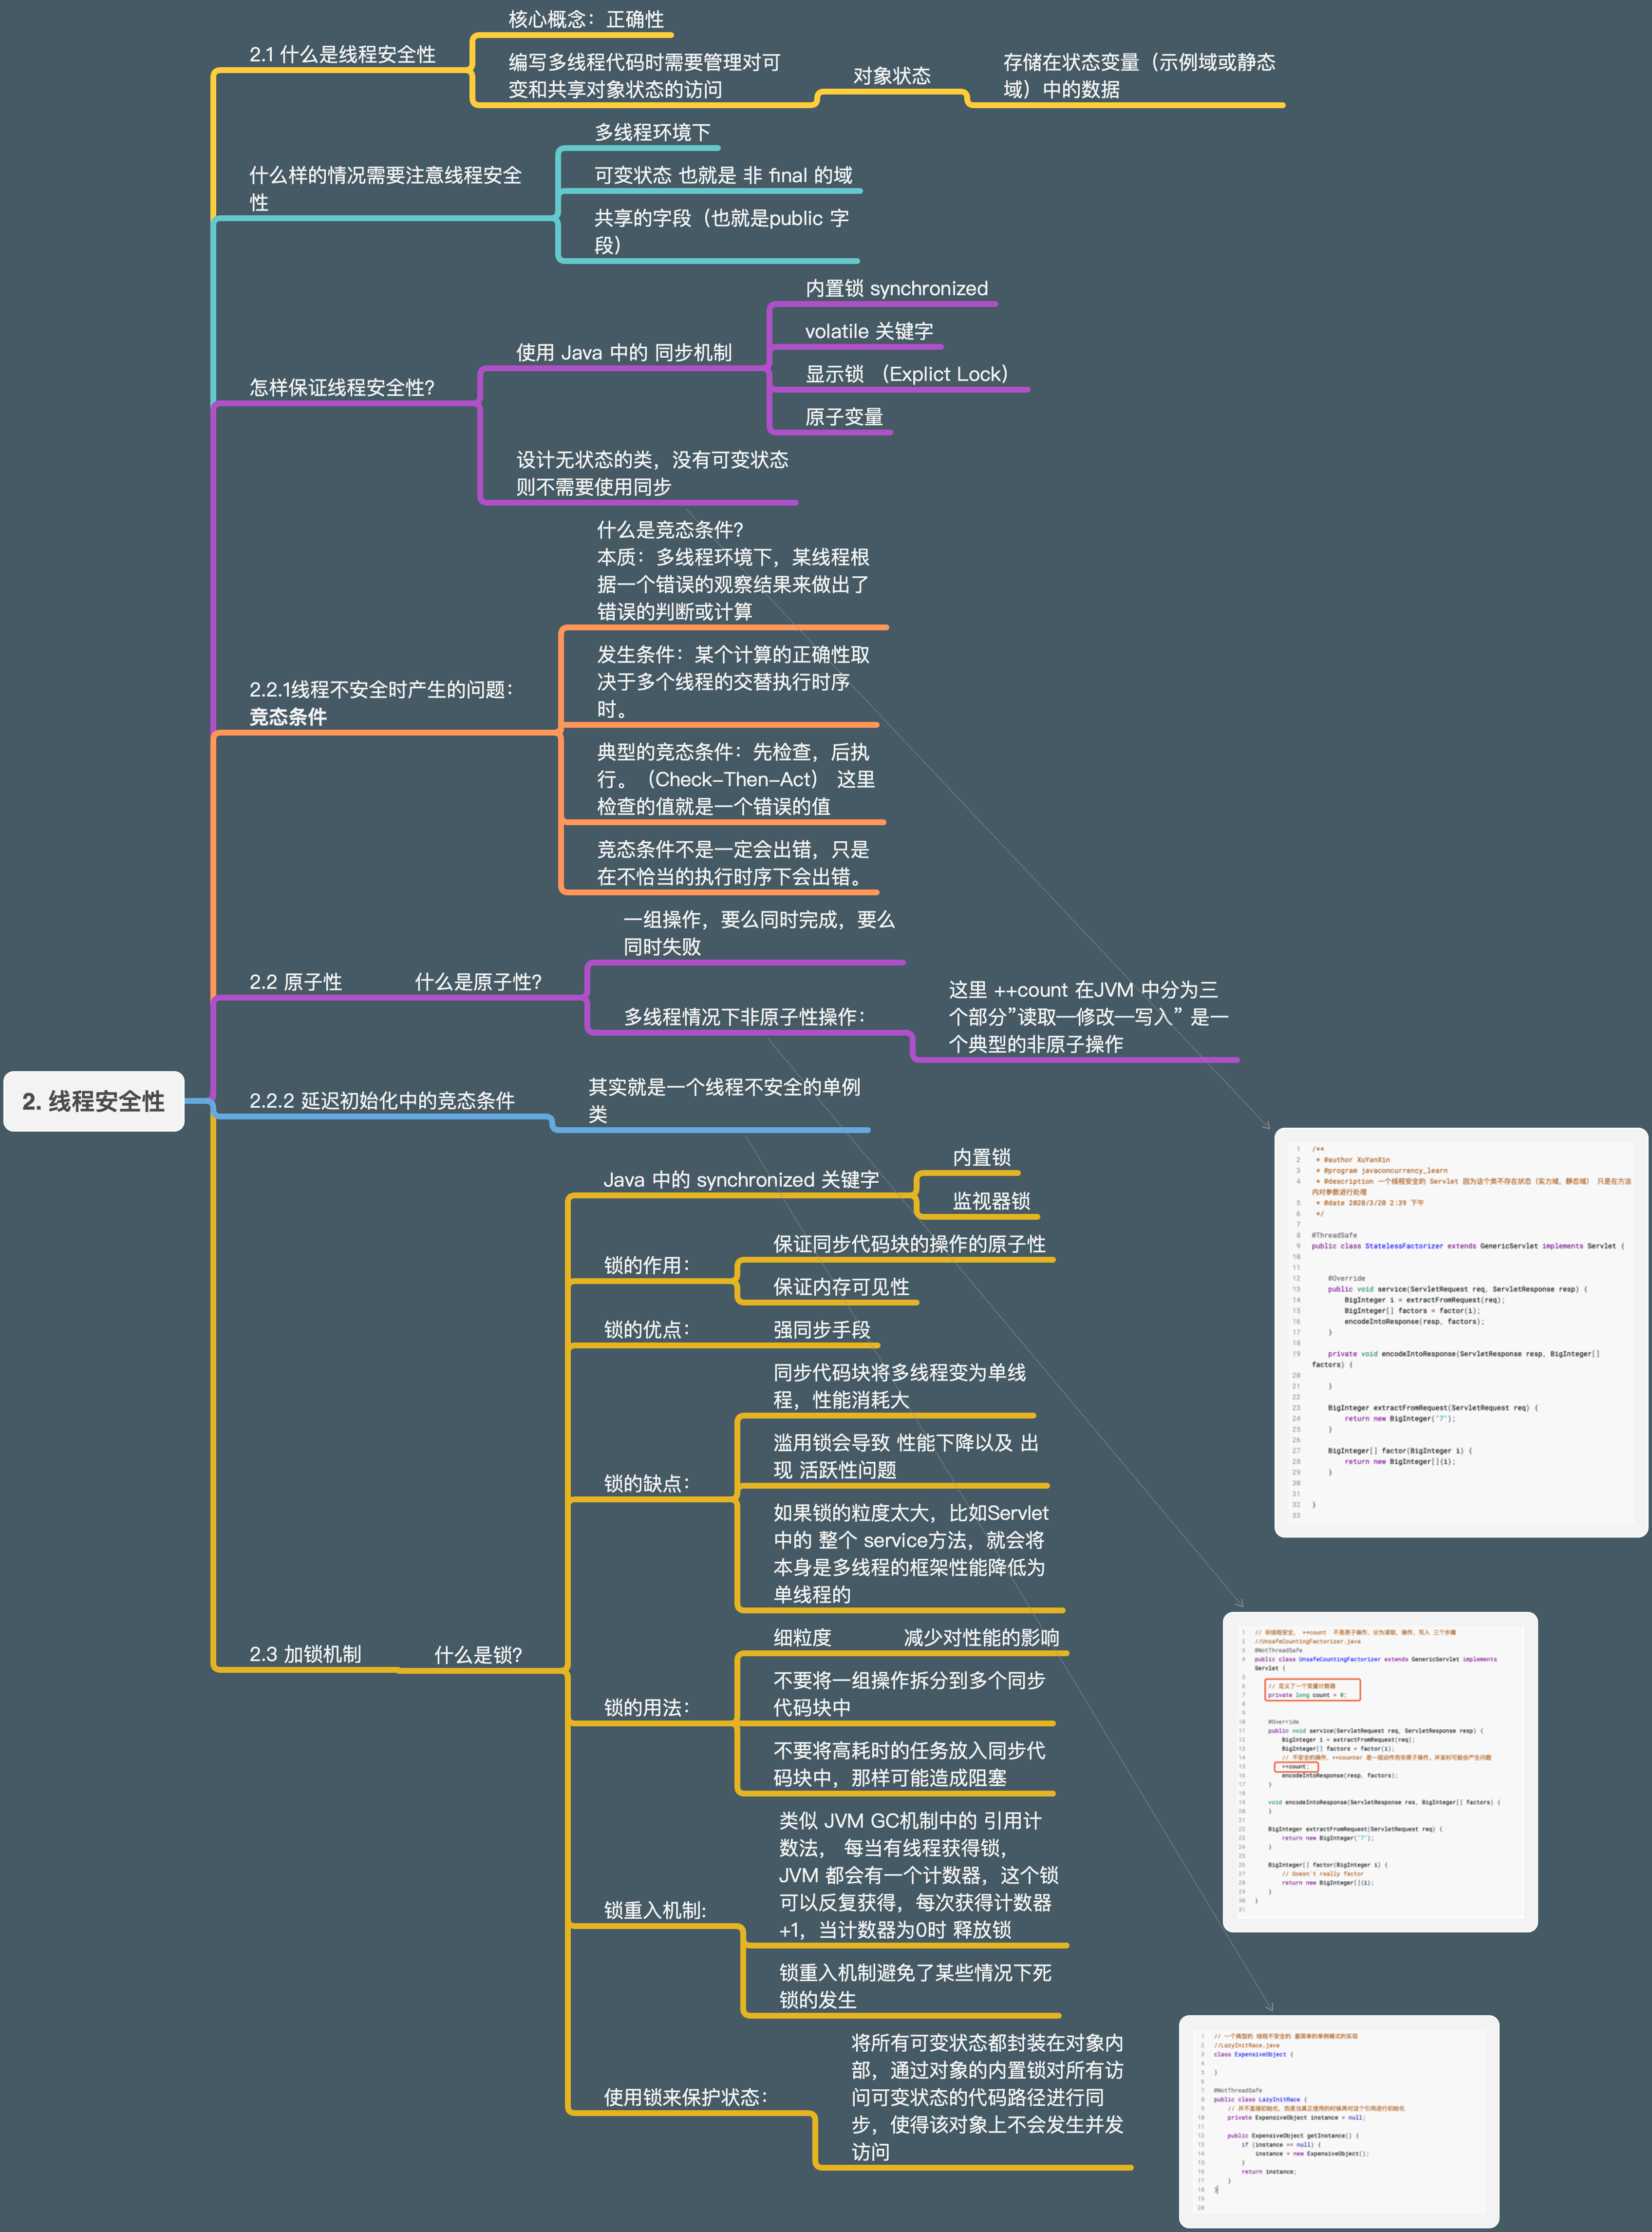 2. 线程安全性
2.1 什么是线程安全性
核心概念：正确性
编写多线程代码时需要管理对可
变和共享对象状态的访问
对象状态
存储在状态变量（示例域或静态
域）中的数据
什么样的情况需要注意线程安全
性
多线程环境下
可变状态 也就是 非 final 的域
共享的字段（也就是public 字
段）
怎样保证线程安全性？
使用 Java 中的 同步机制
内置锁 synchronized
volatile 关键字
显示锁 （Explict Lock）
原子变量
设计无状态的类，没有可变状态
则不需要使用同步
2.2.1线程不安全时产生的问题：
竞态条件
什么是竞态条件？
本质：多线程环境下，某线程根
据一个错误的观察结果来做出了
错误的判断或计算
发生条件：某个计算的正确性取
决于多个线程的交替执行时序
时。
典型的竞态条件：先检查，后执
行。（Check-Then-Act） 这里
检查的值就是一个错误的值
竞态条件不是一定会出错，只是
在不恰当的执行时序下会出错。
2.2 原子性
什么是原子性？
一组操作，要么同时完成，要么
同时失败
多线程情况下非原子性操作：
这里 ++count 在JVM 中分为三
个部分”读取—修改—写入” 是一
个典型的非原子操作
2.2.2 延迟初始化中的竞态条件
其实就是一个线程不安全的单例
类
2.3 加锁机制
什么是锁？
Java 中的 synchronized 关键字
内置锁
监视器锁
锁的作用：
保证同步代码块的操作的原子性
保证内存可见性
锁的优点：
强同步手段
锁的缺点：
同步代码块将多线程变为单线
程，性能消耗大
滥用锁会导致 性能下降以及 出
现 活跃性问题
如果锁的粒度太大，比如Servlet
中的 整个 service方法，就会将
本身是多线程的框架性能降低为
单线程的
锁的用法：
细粒度
减少对性能的影响
不要将一组操作拆分到多个同步
代码块中
不要将高耗时的任务放入同步代
码块中，那样可能造成阻塞
锁重入机制:
类似 JVM GC机制中的 引用计
数法， 每当有线程获得锁，
JVM 都会有一个计数器，这个锁
可以反复获得，每次获得计数器
+1，当计数器为0时 释放锁
锁重入机制避免了某些情况下死
锁的发生
使用锁来保护状态：
将所有可变状态都封装在对象内
部，通过对象的内置锁对所有访
问可变状态的代码路径进行同
步，使得该对象上不会发生并发
访问
1 /**
2 * @author XuYanXin
3 * @program javaconcurrency_learn
4 * @description 一个线程安全的 Servlet 因为这个类不存在状态（实力域、静态域） 只是在方法
内对参数进行处理
5 * @date 2020/3/20 2:39 下午
6 */
7
8 @ThreadSafe
9 public class StatelessFactorizer extends GenericServlet implements Servlet {
10
11
12 @Override
13 public void service(ServletRequest req, ServletResponse resp) {
14 BigInteger i = extractFromRequest(req);
15 BigInteger[] factors = factor(i);
16 encodeIntoResponse(resp, factors);
17 }
18
19 private void encodeIntoResponse(ServletResponse resp, BigInteger[]
factors) {
20
21 }
22
23 BigInteger extractFromRequest(ServletRequest req) {
24 return new BigInteger("7");
25 }
26
27 BigInteger[] factor(BigInteger i) {
28 return new BigInteger[]{i};
29 }
30
31
32 }
33
1 // 非线程安全， ++count 不是原子操作，分为读取，操作，写入 三个步骤
2 //UnsafeCountingFactorizer.java
3 @NotThreadSafe
4 public class UnsafeCountingFactorizer extends GenericServlet implements
Servlet {
5
6 // 定义了一个变量计数器
7 private long count = 0;
8
9
10 @Override
11 public void service(ServletRequest req, ServletResponse resp) {
12 BigInteger i = extractFromRequest(req);
13 BigInteger[] factors = factor(i);
14 // 不安全的操作，++counter 是一组动作而非原子操作，并发时可能会产生问题
15 ++count;
16 encodeIntoResponse(resp, factors);
17 }
18
19 void encodeIntoResponse(ServletResponse res, BigInteger[] factors) {
20 }
21
22 BigInteger extractFromRequest(ServletRequest req) {
23 return new BigInteger("7");
24 }
25
26 BigInteger[] factor(BigInteger i) {
27 // Doesn't really factor
28 return new BigInteger[]{i};
29 }
30 }
31
1 // 一个典型的 线程不安全的 最简单的单例模式的实现
2 //LazyInitRace.java
3 class ExpensiveObject {
4
5 }
6
7 @NotThreadSafe
8 public class LazyInitRace {
9 // 并不直接初始化，而是当真正使用的时候再对这个引用进行初始化
10 private ExpensiveObject instance = null;
11
12 public ExpensiveObject getInstance() {
13 if (instance == null) {
14 instance = new ExpensiveObject();
15 }
16 return instance;
17 }
18 }
19
20